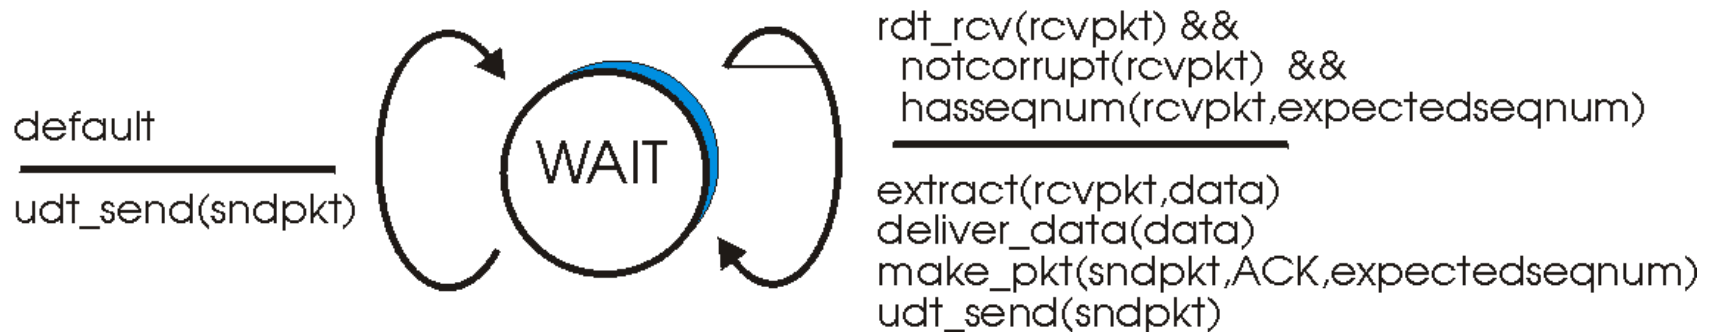 default
udt_send(sndpkt)
WAIT
rdt_rcv(rcvpkt) &&
notcorrupt(rcvpkt) &&
hasseqnum(rcvpkt,expectedseqnum)
extract(rcvpkt,data)
deliver_data(data)
make_pkt(sndpkt,ACK,expectedseqnum)
udt_send(sndpkt)